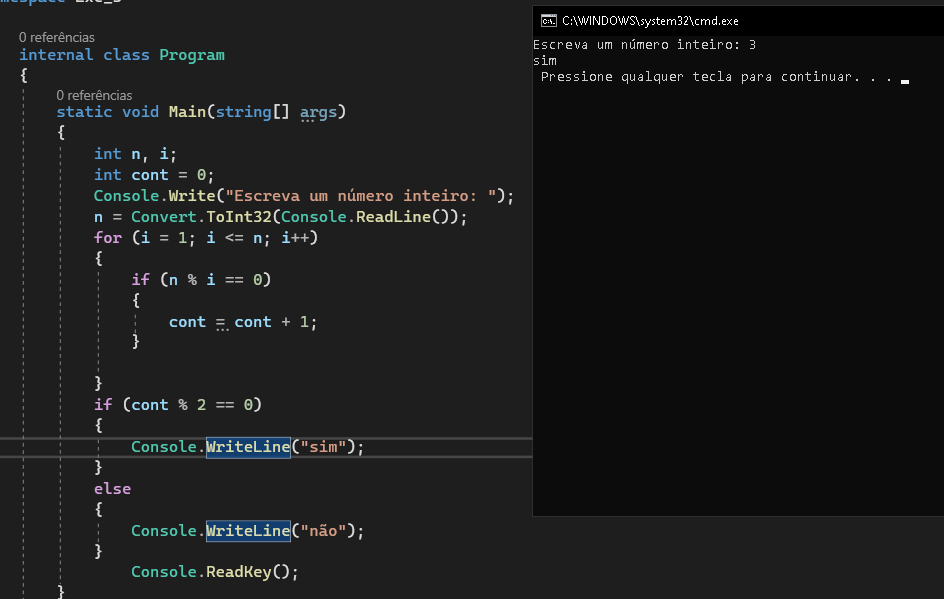 0 referências
internal class Program
{
0 referências
static void Main(string[] args)
{
int n, i;
int cont = 0;
Console.Write("Escreva um número inteiro: ");
n = Convert.ToInt32(Console.ReadLine());
for (i = 1; i <= n; i++)
{
if (n % i == 0)
{
cont = cont + 1;
}
}
if (cont % 2 == 0)
{
Console.WriteLine("sim");
}
else
{
Console.WriteLine("não");
}
Console.ReadKey();
}
C:\WINDOWS\system32\cmd.exe
Escreva um número inteiro: 3
sim
Pressione qualquer tecla para continuar. . .